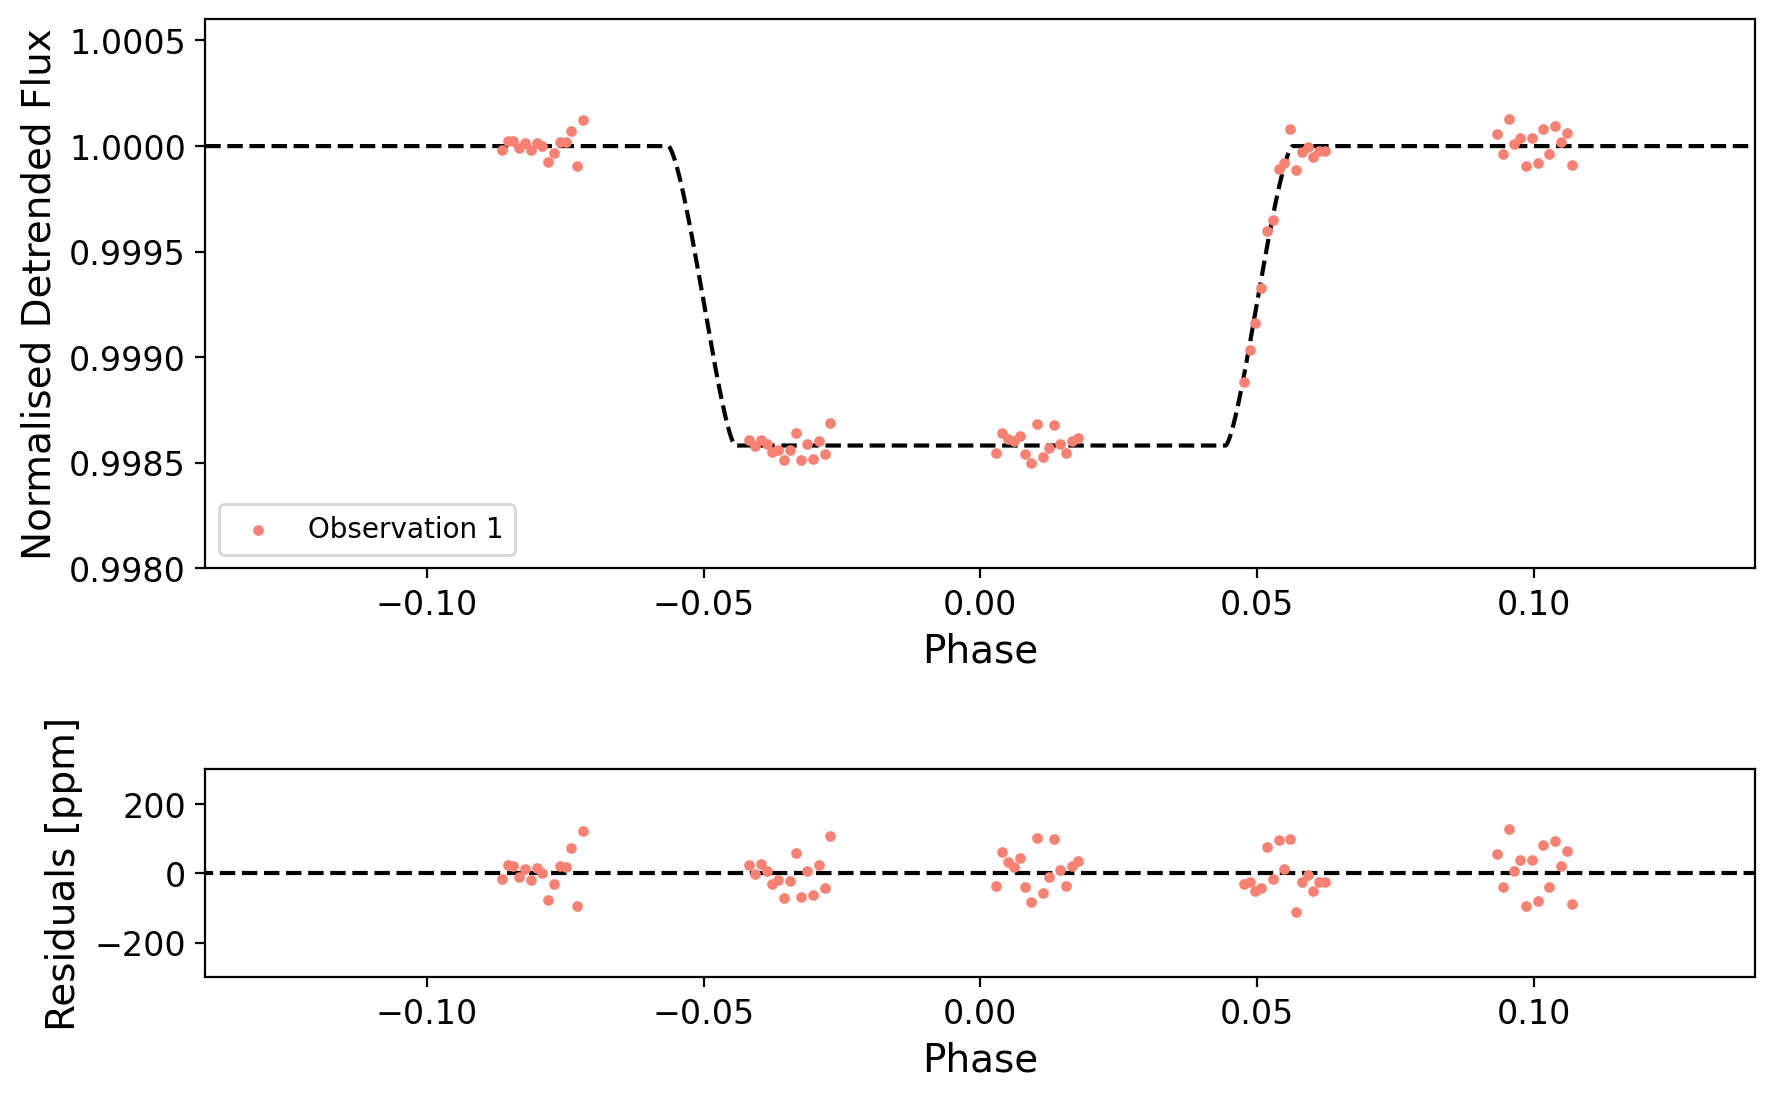 Normalised Detrended Flux
1.0005
1.0000
0.9995
0.9990
0.9985
0.9980
Observation 1
−0.10 −0.05 0.00 0.05 0.10
Phase
Residuals [ppm]
200
0
−200
−0.10 −0.05 0.00 0.05 0.10
Phase